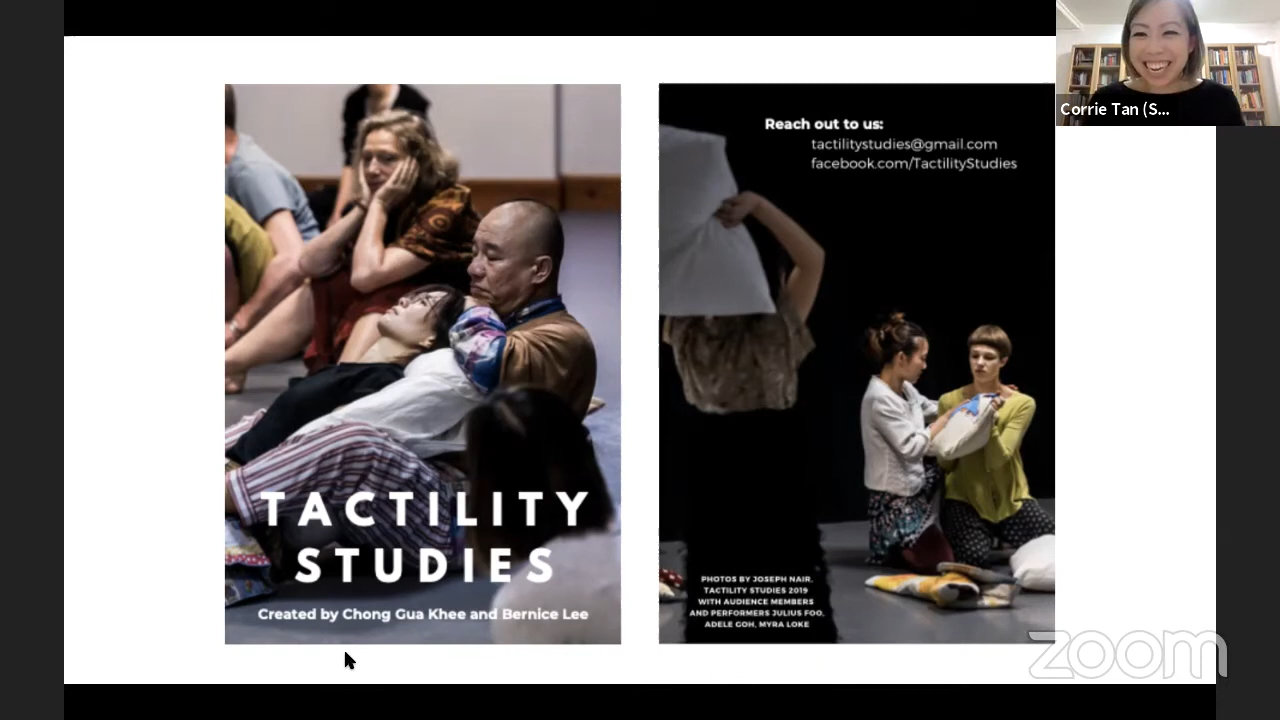 Corrie Tan (S...
Reach out to us:
tactilitystudies@gmail.com
facebook.com/TactilityStudies
TACTILITY
STUDIES
Created by Chong Gua Khee and Bernice Lee
PHOTOS BY JOSEPH NAIR,
TACTILITY STUDIES 2019
WITH AUDIENCE MEMBERS
AND PERFORMERS JULIUS FOO,
ADELE GOH, MYRA LOKE
zoom